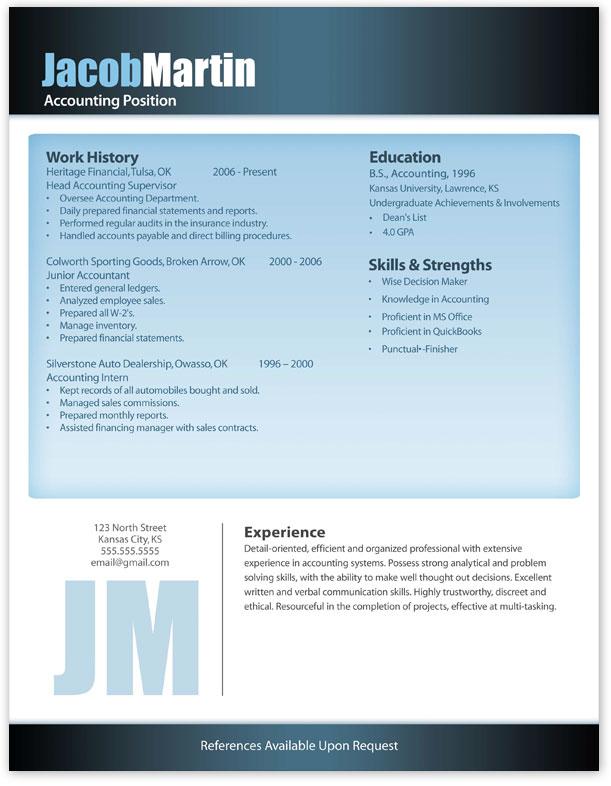 JacobMartin
Accounting Position
Work History
Heritage Financial, Tulsa, OK 2006 - Present
Head Accounting Supervisor
• Oversee Accounting Department.
• Daily prepared financial statements and reports.
• Performed regular audits in the insurance industry.
• Handled accounts payable and direct billing procedures.
Colworth Sporting Goods, Broken Arrow, OK 2000 - 2006
Junior Accountant
• Entered general ledgers.
• Analyzed employee sales.
• Prepared all W-2's.
• Manage inventory.
• Prepared financial statements.
Silverstone Auto Dealership, Owasso, OK 1996 – 2000
Accounting Intern
• Kept records of all automobiles bought and sold.
• Managed sales commissions.
• Prepared monthly reports.
• Assisted financing manager with sales contracts.
Education
B.S., Accounting, 1996
Kansas University, Lawrence, KS
Undergraduate Achievements & Involvements
• Dean's List
• 4.0 GPA
Skills & Strengths
• Wise Decision Maker
• Knowledge in Accounting
• Proficient in MS Office
• Proficient in QuickBooks
• Punctual•-Finisher
123 North Street
Kansas City, KS
555.555.5555
email@gmail.com
JM
Experience
Detail-oriented, efficient and organized professional with extensive
experience in accounting systems. Possess strong analytical and problem
solving skills, with the ability to make well thought out decisions. Excellent
written and verbal communication skills. Highly trustworthy, discreet and
ethical. Resourceful in the completion of projects, effective at multi-tasking.
References Available Upon Request